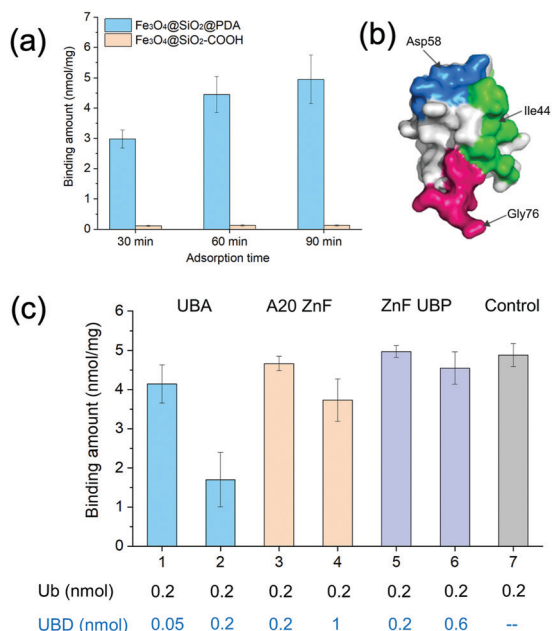 (a)
Fe₃O₄@SiO₂@PDA
Fe₃O₄@SiO₂-COOH
Binding amount (nmol/mg)
7
6
5
4
3
2
1
0
30 min 60 min 90 min
Adsorption time
(b)
Asp58
Ile44
Gly76
(c)
UBA A20 ZnF ZnF UBP Control
Binding amount (nmol/mg)
6
5
4
3
2
1
0
1 2 3 4 5 6 7
Ub (nmol) 0.2 0.2 0.2 0.2 0.2 0.2 0.2
UBD (nmol) 0.05 0.2 0.2 1 0.2 0.6 --